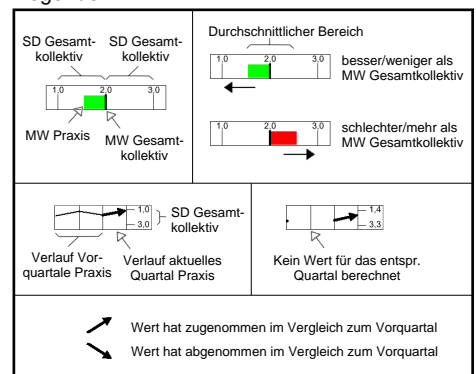 SD Gesamt-
kollektiv
SD Gesamt-
kollektiv
1,0 2,0 3,0
MW Praxis
MW Gesamt-
kollektiv
Durchschnittlicher Bereich
1,0 2,0 3,0
besser/weniger als
MW Gesamtkollektiv
1,0 2,0 3,0
schlechter/mehr als
MW Gesamtkollektiv
1,0
3,0
SD Gesamt-
kollektiv
Verlauf Vor-
quartale Praxis
Verlauf aktuelles
Quartal Praxis
1,4
3,3
Kein Wert für das entspr.
Quartal berechnet
Wert hat zugenommen im Vergleich zum Vorquartal
Wert hat abgenommen im Vergleich zum Vorquartal